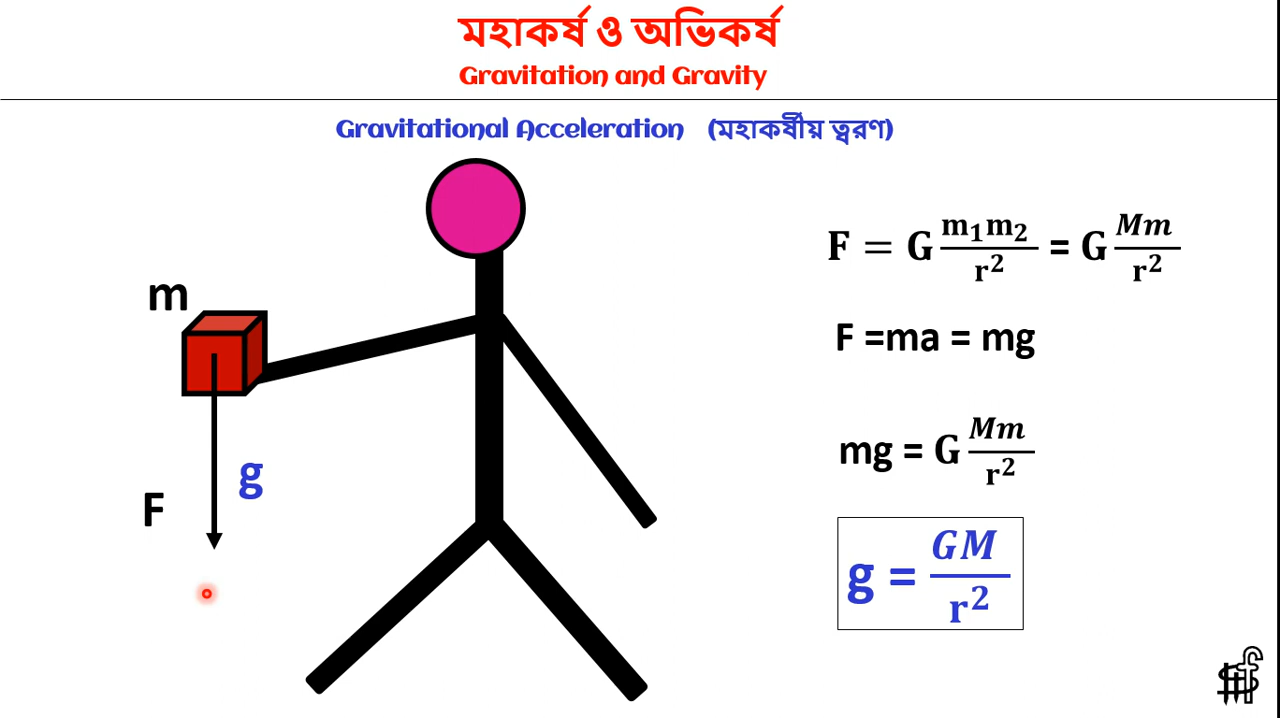 মহাকর্ষ ও অভিকর্ষ
Gravitation and Gravity
Gravitational Acceleration (মহাকর্ষীয় ত্বরণ)
F = G m₁m₂/r² = G Mm/r²
m
F =ma = mg
mg = G Mm/r²
g
F
g = GM/r²